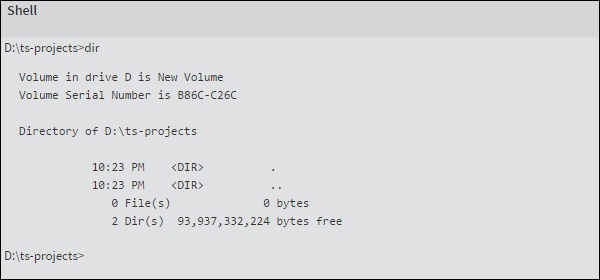 Shell
D:\ts-projects>dir
Volume in drive D is New Volume
Volume Serial Number is B86C-C26C
Directory of D:\ts-projects
10:23 PM    <DIR>          .
10:23 PM    <DIR>          ..
0 File(s)              0 bytes
2 Dir(s)  93,937,332,224 bytes free
D:\ts-projects>